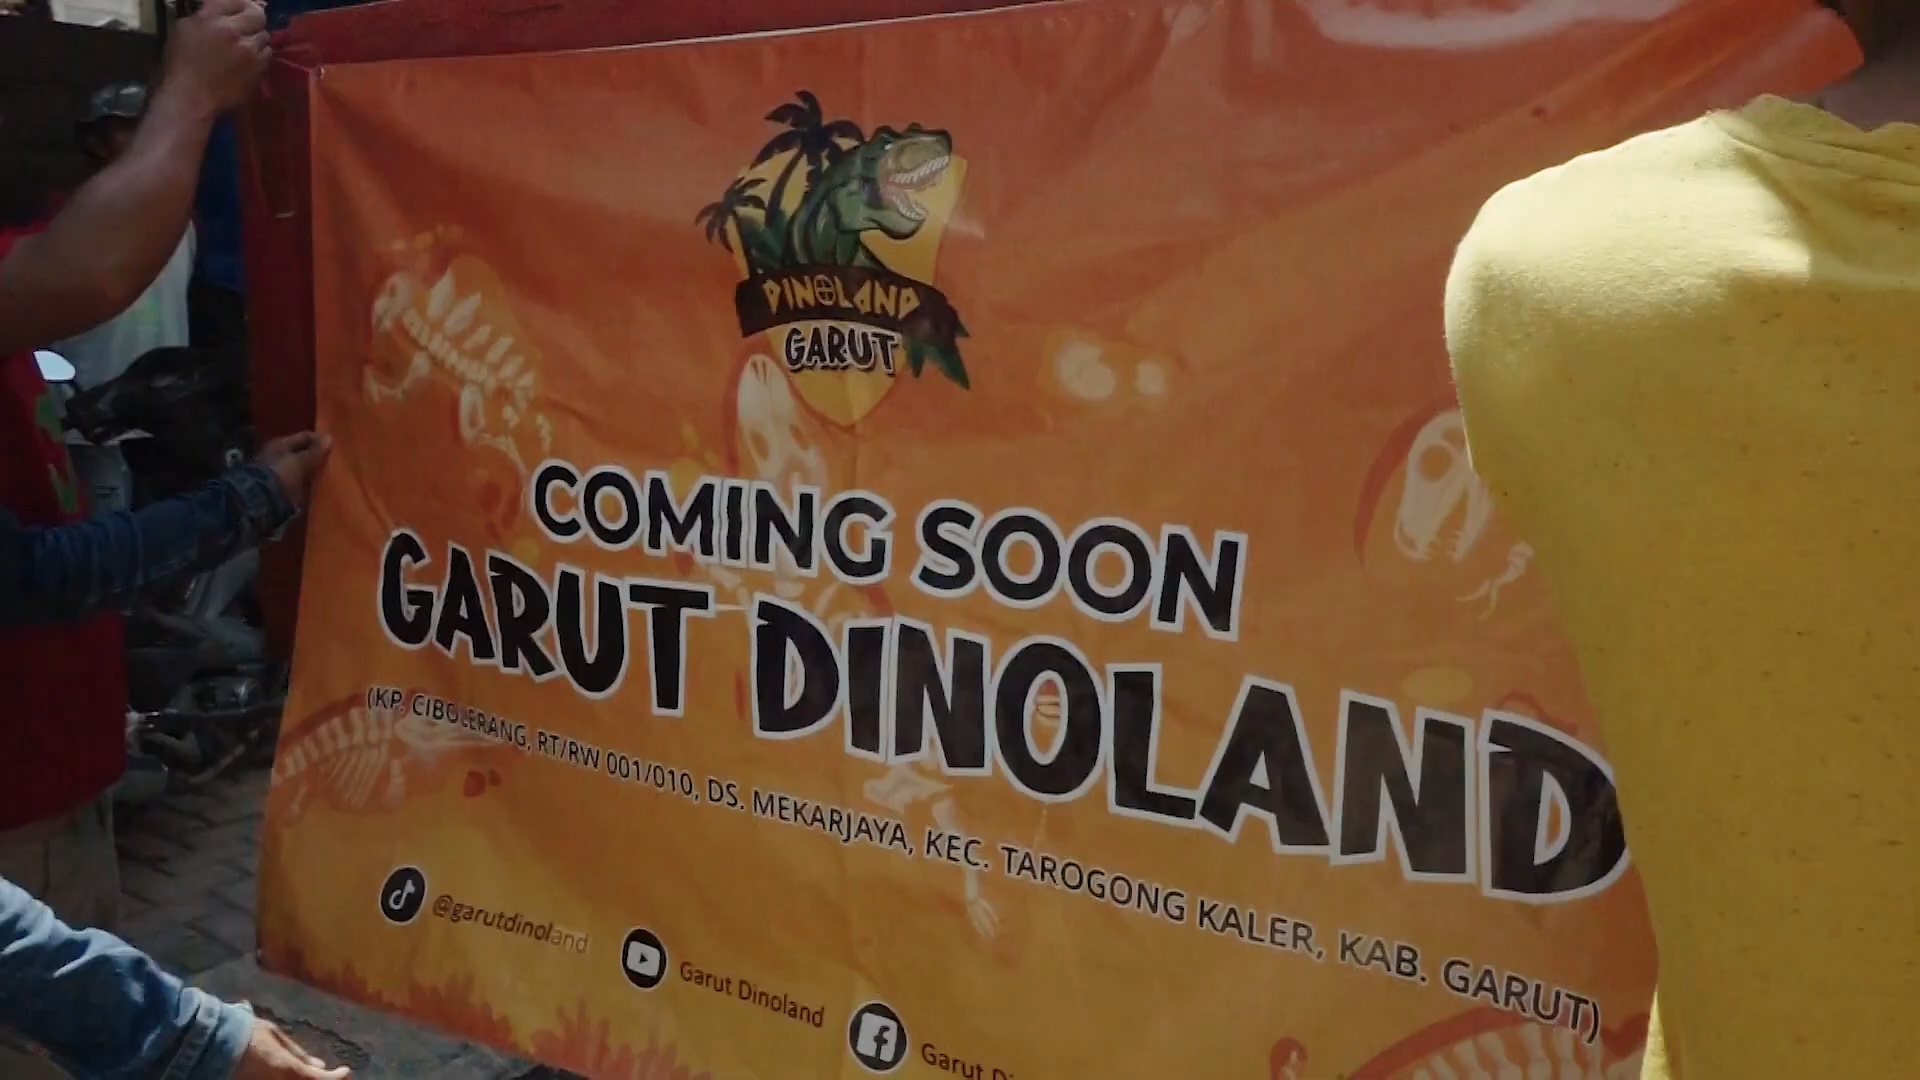 DINOLAND
GARUT
COMING SOON
GARUT DINOLAND
(KP. CIBOLERANG, RT/RW 001/010, DS. MEKARJAYA, KEC. TAROGONG KALER, KAB. GARUT)
@garutdinoland
Garut Dinoland
Garut